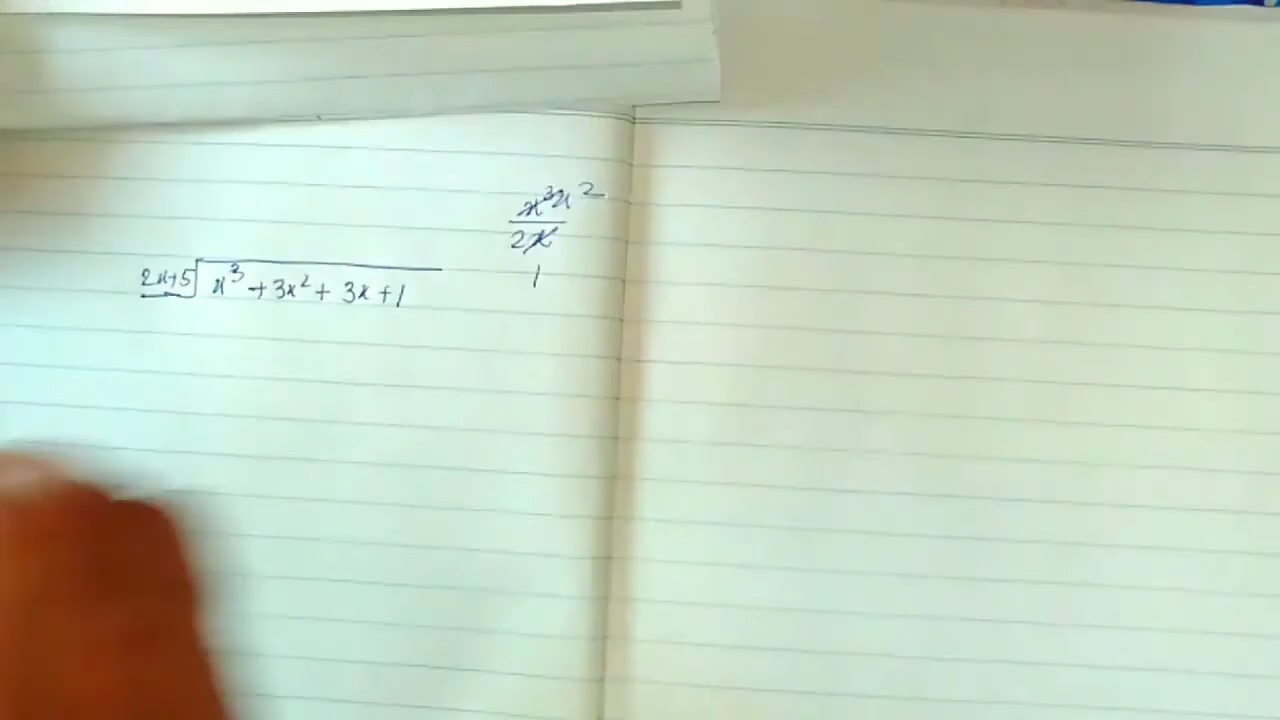 x³x²
2x
1
2x+5 x³ + 3x² + 3x + 1